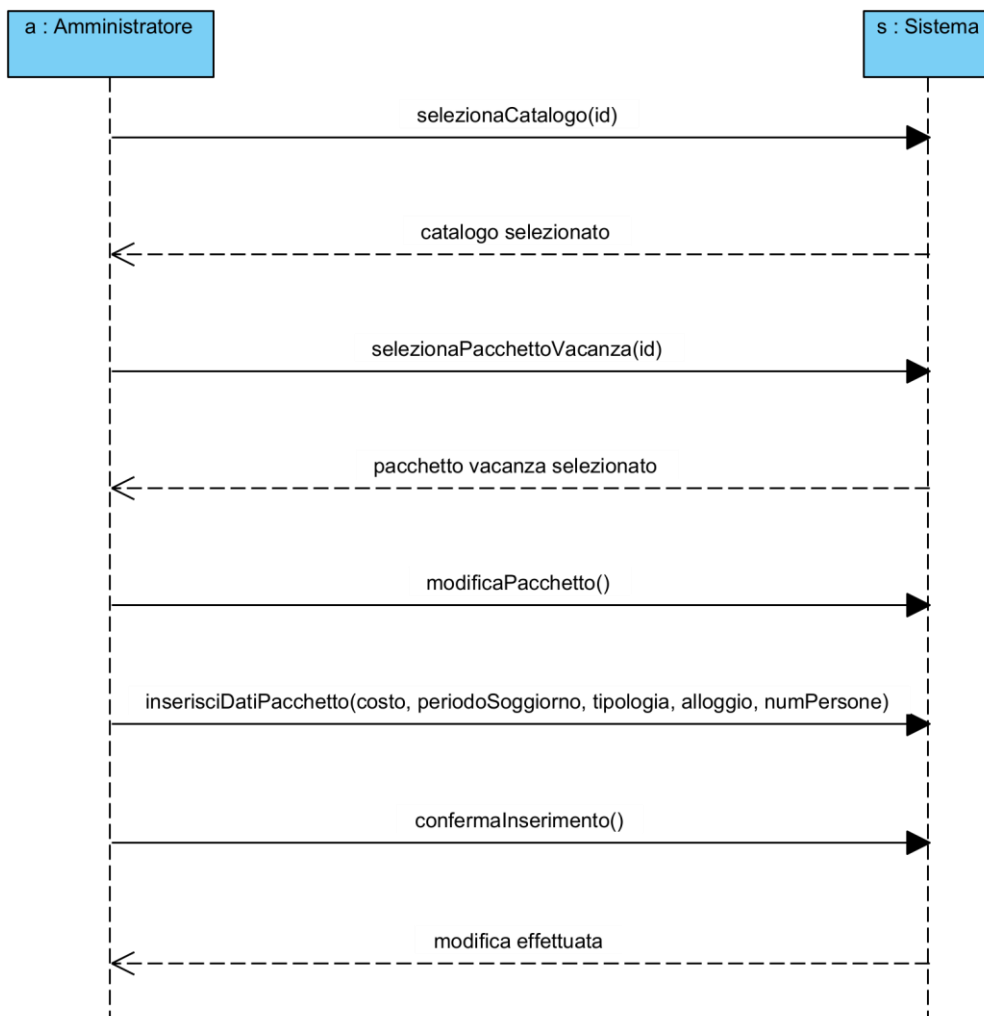 a : Amministratore
s : Sistema
selezionaCatalogo(id)
catalogo selezionato
selezionaPacchettoVacanza(id)
pacchetto vacanza selezionato
modificaPacchetto()
inserisciDatiPacchetto(costo, periodoSoggiorno, tipologia, alloggio, numPersone)
confermaInserimento()
modifica effettuata